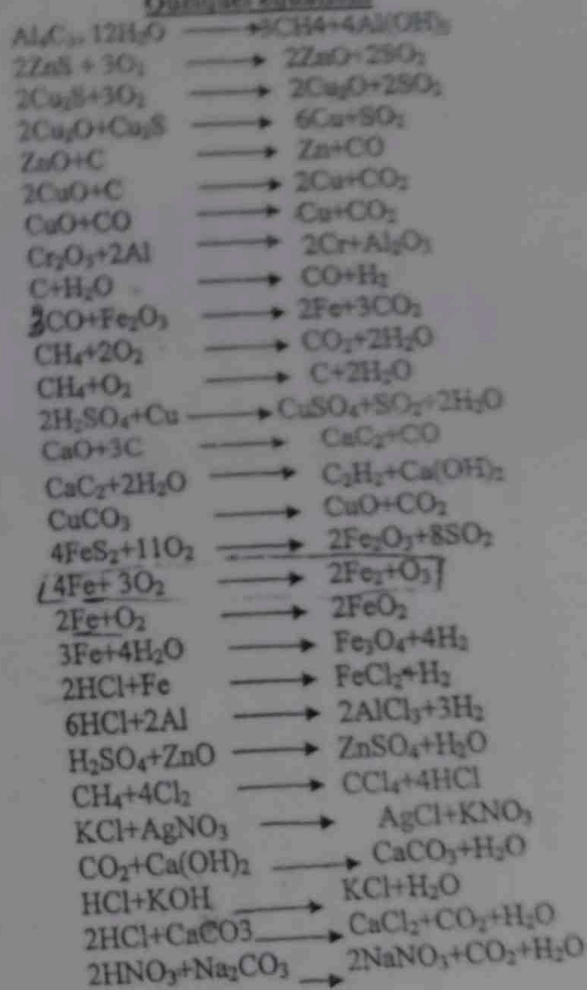 Quelques équations
Al₄C₃+12H₂O → 3CH4+4Al(OH)₃
2ZnS + 3O₂ → 2ZnO+2SO₂
2Cu₂S+3O₂ → 2Cu₂O+2SO₂
2Cu₂O+Cu₂S → 6Cu+SO₂
ZnO+C → Zn+CO
2CuO+C → 2Cu+CO₂
CuO+CO → Cu+CO₂
Cr₂O₃+2Al → 2Cr+Al₂O₃
C+H₂O → CO+H₂
3CO+Fe₂O₃ → 2Fe+3CO₂
CH₄+2O₂ → CO₂+2H₂O
CH₄+O₂ → C+2H₂O
2H₂SO₄+Cu → CuSO₄+SO₂+2H₂O
CaO+3C → CaC₂+CO
CaC₂+2H₂O → C₂H₂+Ca(OH)₂
CuCO₃ → CuO+CO₂
4FeS₂+11O₂ → 2Fe₂O₃+8SO₂
4Fe+ 3O₂ → 2Fe₂+O₃
2Fe+O₂ → 2FeO₂
3Fe+4H₂O → Fe₃O₄+4H₂
2HCl+Fe → FeCl₂+H₂
6HCl+2Al → 2AlCl₃+3H₂
H₂SO₄+ZnO → ZnSO₄+H₂O
CH₄+4Cl₂ → CCl₄+4HCl
KCl+AgNO₃ → AgCl+KNO₃
CO₂+Ca(OH)₂ → CaCO₃+H₂O
HCl+KOH → KCl+H₂O
2HCl+CaCO3 → CaCl₂+CO₂+H₂O
2HNO₃+Na₂CO₃ → 2NaNO₃+CO₂+H₂O